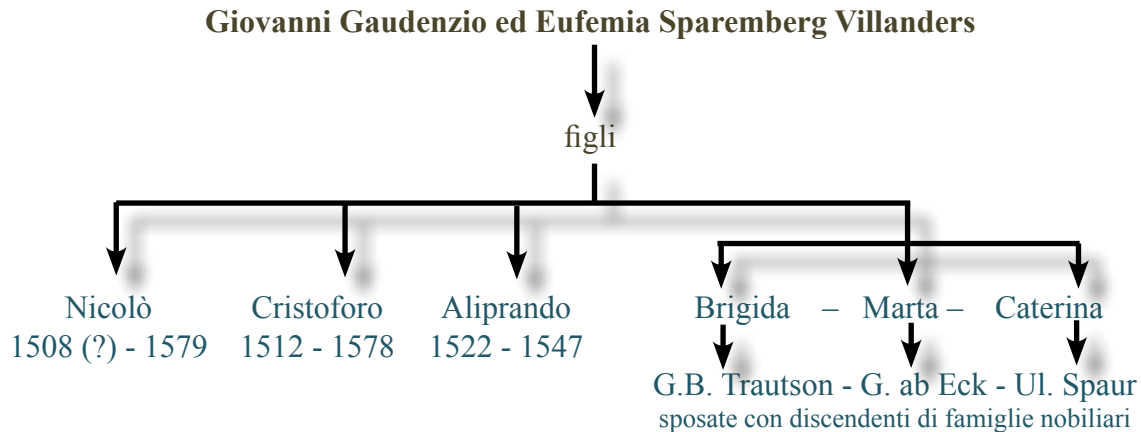 Giovanni Gaudenzio ed Eufemia Sparemberg Villanders
figli
Nicolò Cristoforo Aliprando Brigida – Marta – Caterina
1508 (?) - 1579 1512 - 1578 1522 - 1547
G.B. Trautson - G. ab Eck - Ul. Spaur
sposate con discendenti di famiglie nobiliari